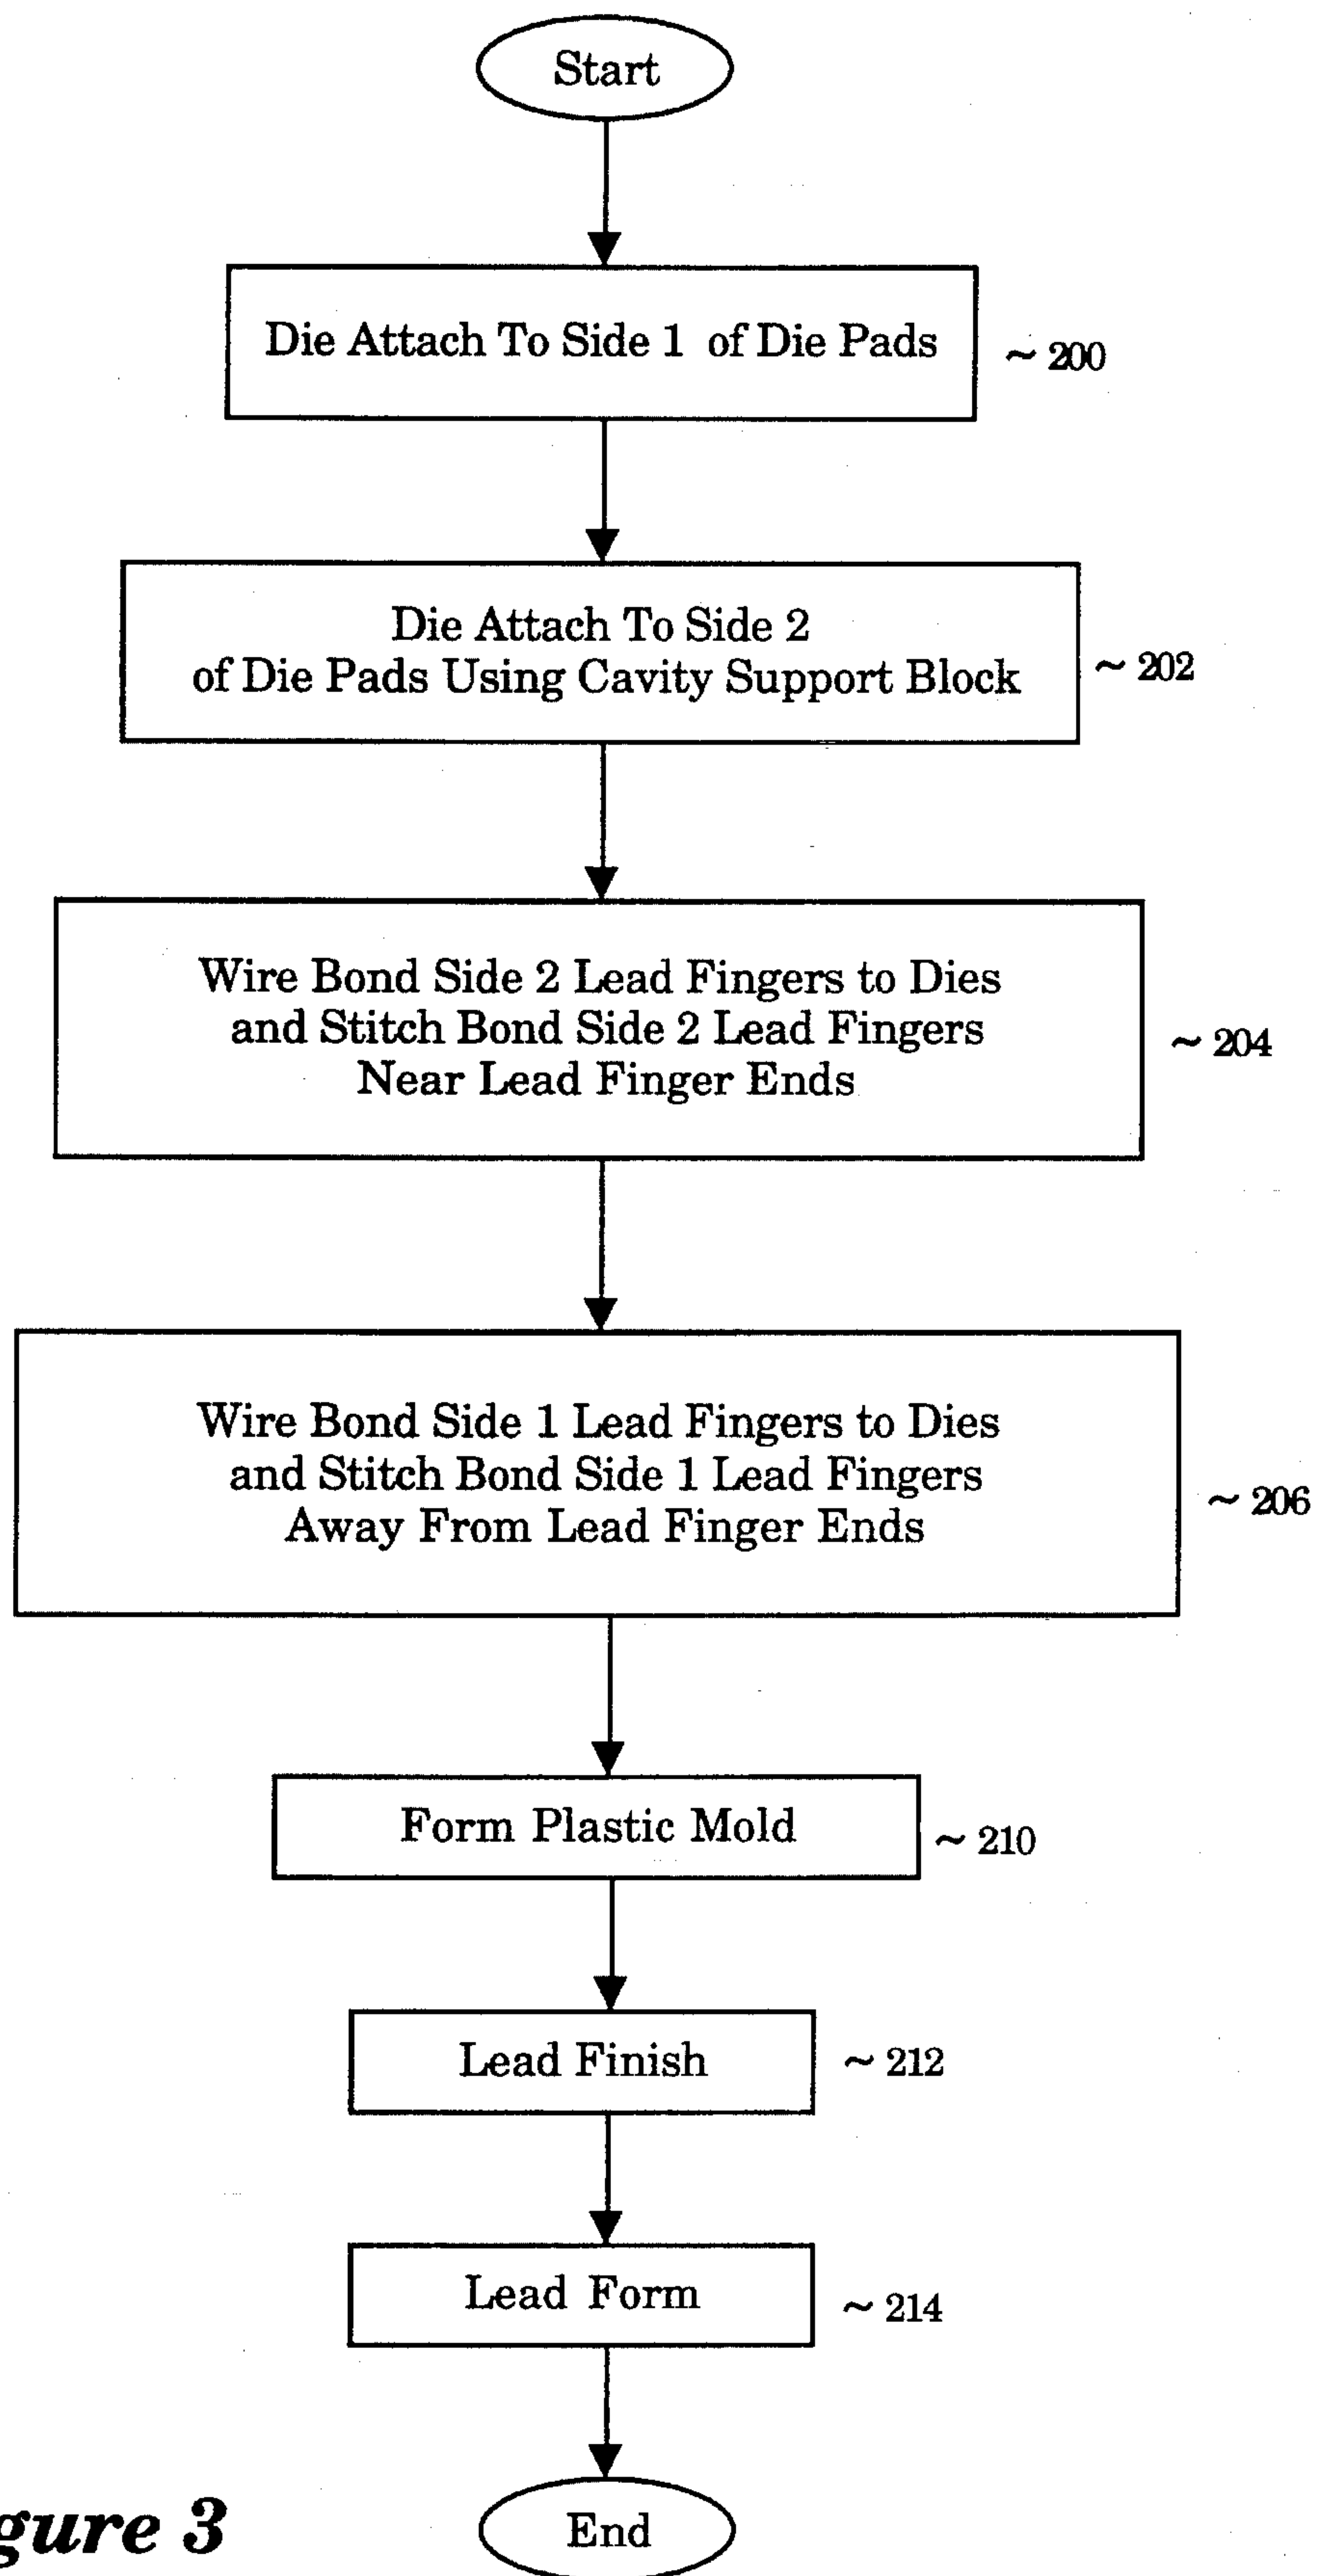 Start
Die Attach To Side 1 of Die Pads
~ 200
Die Attach To Side 2
of Die Pads Using Cavity Support Block
~ 202
Wire Bond Side 2 Lead Fingers to Dies
and Stitch Bond Side 2 Lead Fingers
Near Lead Finger Ends
~ 204
Wire Bond Side 1 Lead Fingers to Dies
and Stitch Bond Side 1 Lead Fingers
Away From Lead Finger Ends
~ 206
Form Plastic Mold
~ 210
Lead Finish
~ 212
Lead Form
~ 214
End
gure 3